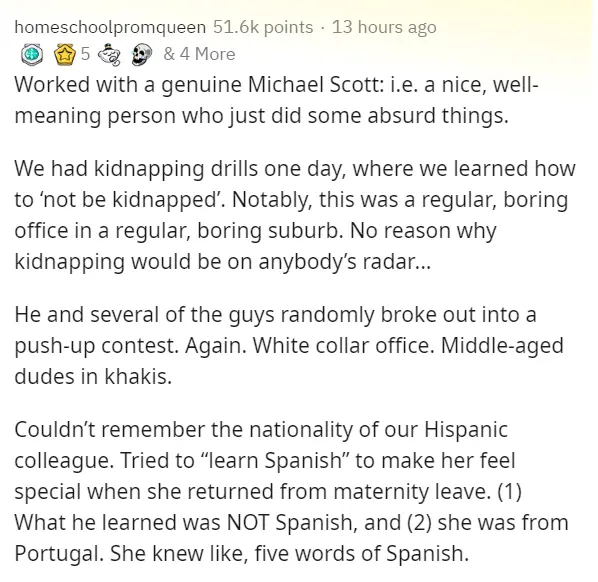 homeschoolpromqueen 51.6k points · 13 hours ago
5 & 4 More
Worked with a genuine Michael Scott: i.e. a nice, well-
meaning person who just did some absurd things.
We had kidnapping drills one day, where we learned how
to ‘not be kidnapped’. Notably, this was a regular, boring
office in a regular, boring suburb. No reason why
kidnapping would be on anybody’s radar...
He and several of the guys randomly broke out into a
push-up contest. Again. White collar office. Middle-aged
dudes in khakis.
Couldn’t remember the nationality of our Hispanic
colleague. Tried to “learn Spanish” to make her feel
special when she returned from maternity leave. (1)
What he learned was NOT Spanish, and (2) she was from
Portugal. She knew like, five words of Spanish.